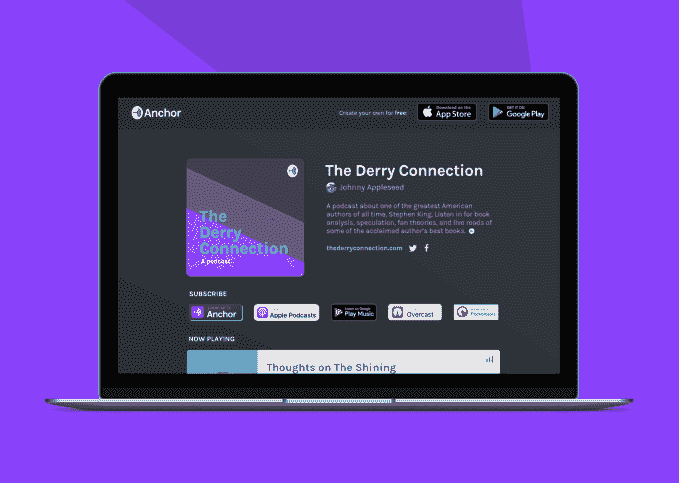 Anchor
Create your own for free:
Download on the
App Store
GET IT ON
Google Play
The Derry Connection
Johnny Appleseed
The
Derry
Connection
A podcast
A podcast about one of the greatest American
authors of all time, Stephen King. Listen in for book
analysis, speculation, fan theories, and live reads of
some of the acclaimed author's best books.
thederryconnection.com
SUBSCRIBE
Anchor
Apple Podcasts
Listen on Google
Play Music
Overcast
NOW PLAYING
Thoughts on The Shining